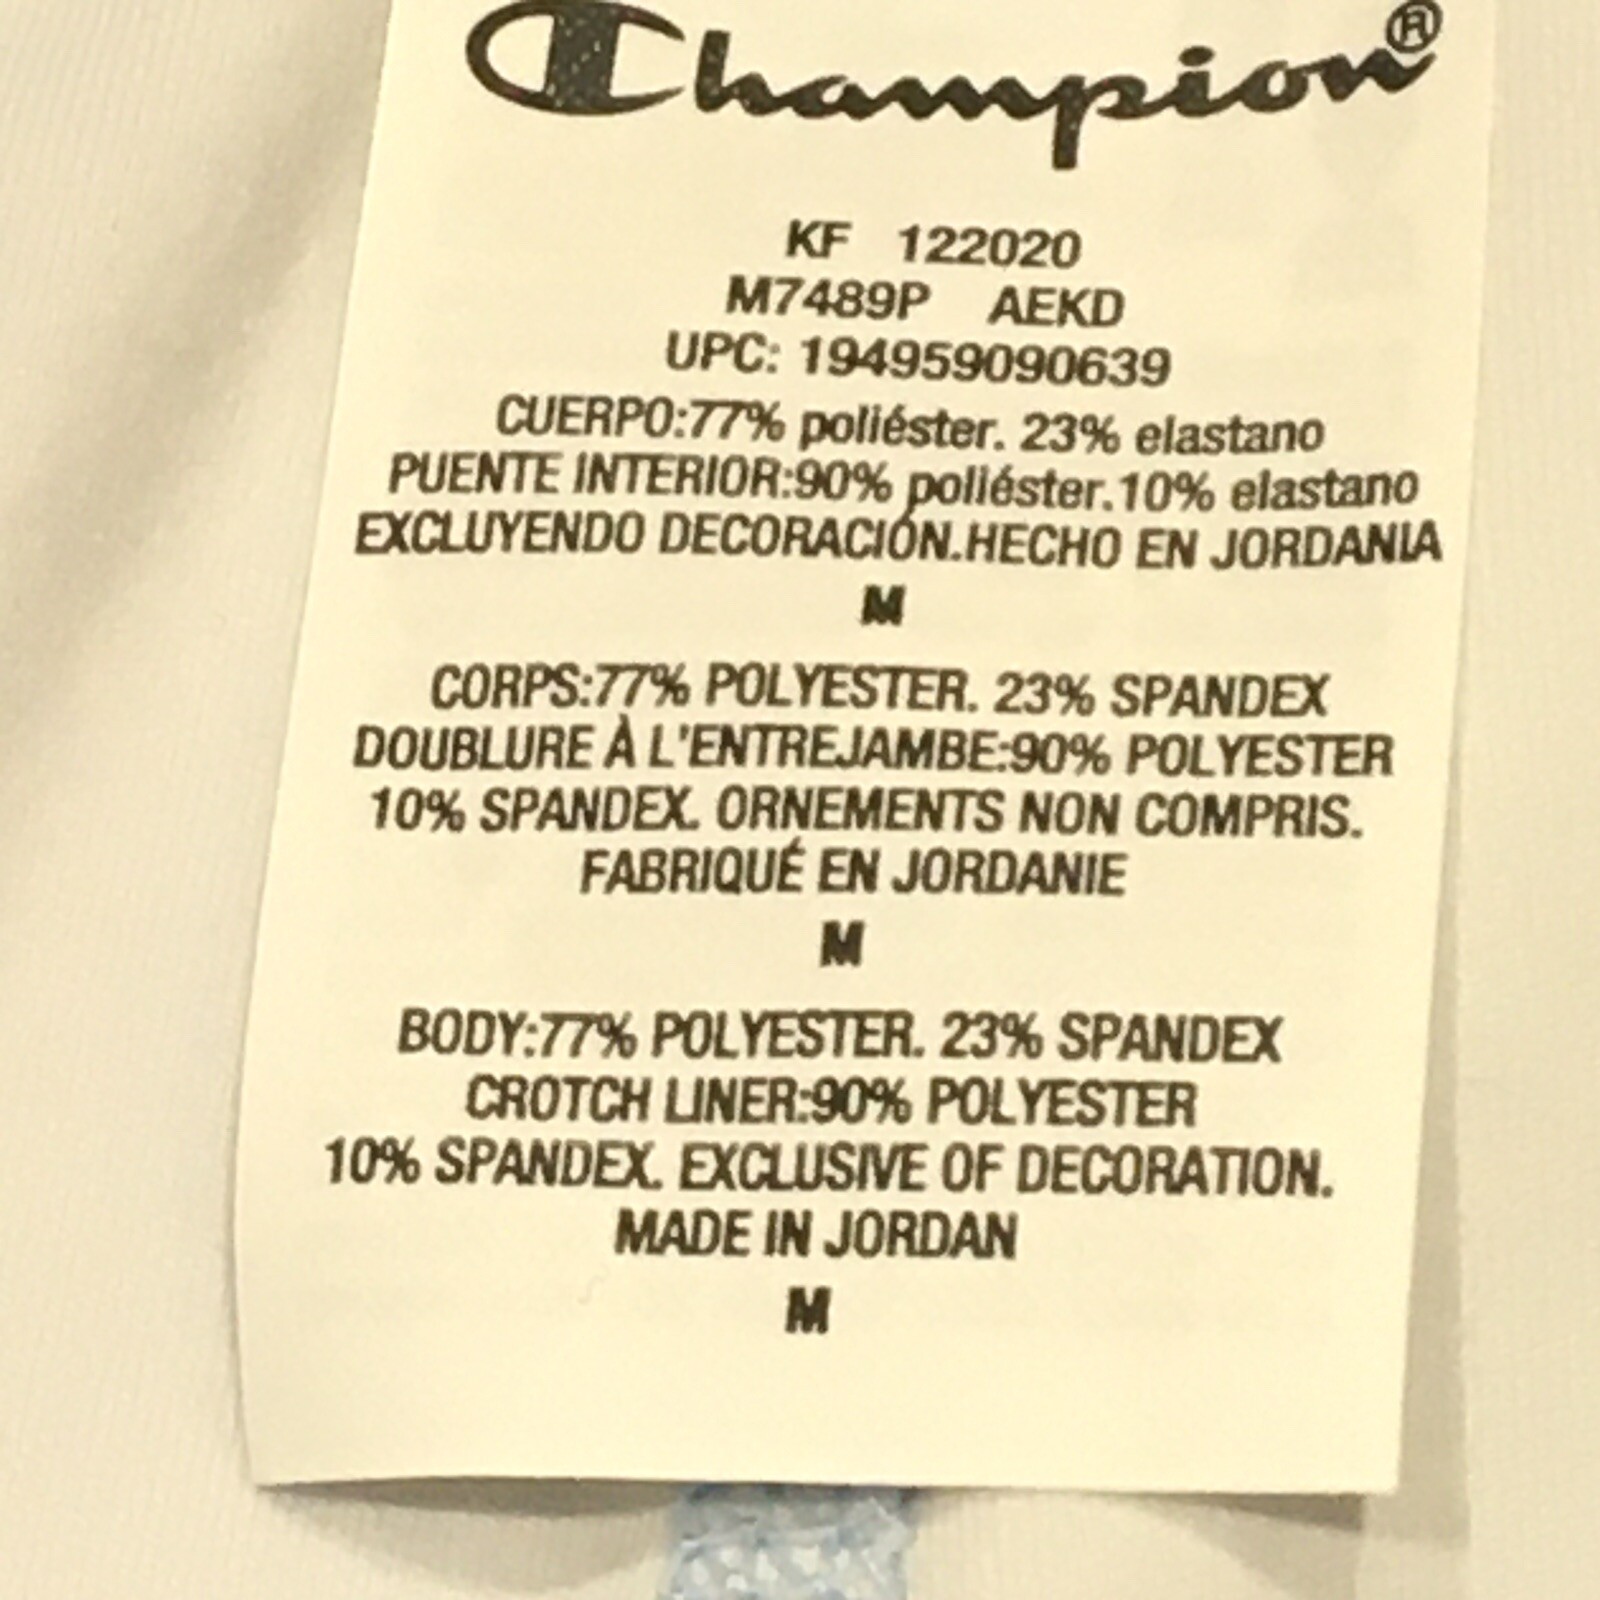 Champion®
KF 122020
M7489P AEKD
UPC: 194959090639
CUERPO:77% poliéster. 23% elastano
PUENTE INTERIOR:90% poliéster.10% elastano
EXCLUYENDO DECORACIÓN.HECHO EN JORDANIA
M
CORPS:77% POLYESTER. 23% SPANDEX
DOUBLURE À L'ENTREJAMBE:90% POLYESTER
10% SPANDEX. ORNEMENTS NON COMPRIS.
FABRIQUÉ EN JORDANIE
M
BODY:77% POLYESTER. 23% SPANDEX
CROTCH LINER:90% POLYESTER
10% SPANDEX. EXCLUSIVE OF DECORATION.
MADE IN JORDAN
M